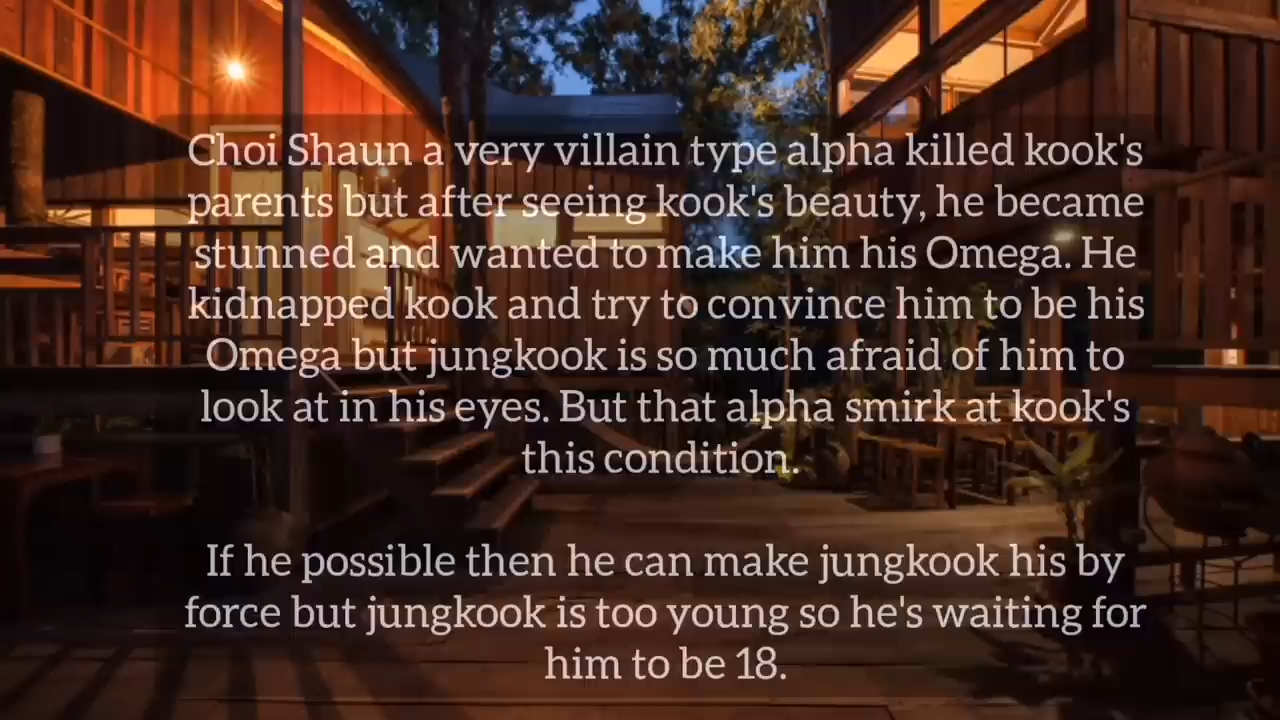 Choi Shaun a very villain type alpha killed kook's
parents but after seeing kook's beauty, he became
stunned and wanted to make him his Omega. He
kidnapped kook and try to convince him to be his
Omega but jungkook is so much afraid of him to
look at in his eyes. But that alpha smirk at kook's
this condition.
If he possible then he can make jungkook his by
force but jungkook is too young so he's waiting for
him to be 18.